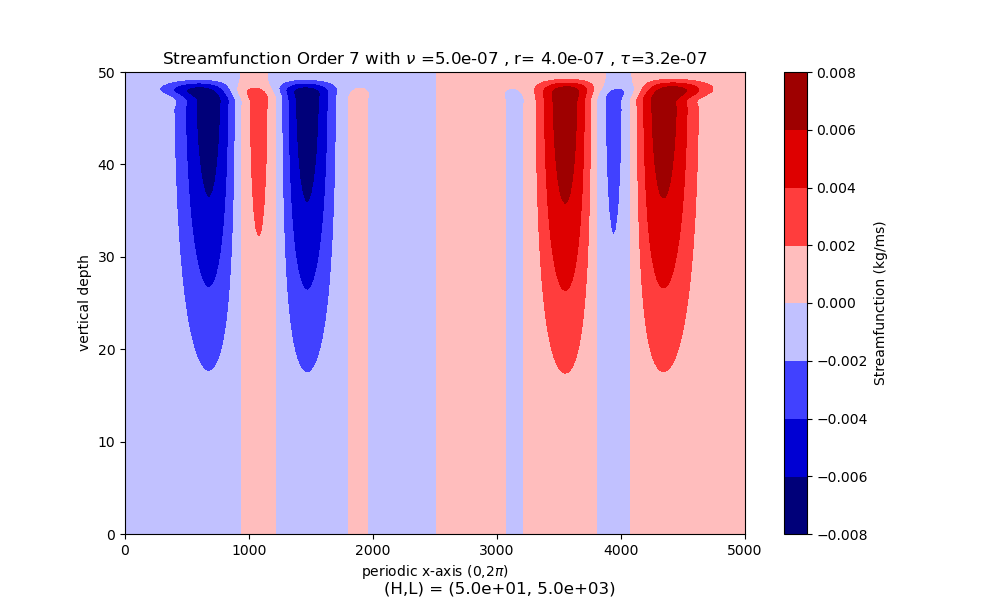 Streamfunction Order 7 with ν =5.0e-07 , r= 4.0e-07 , τ=3.2e-07
50
40
30
20
10
0
vertical depth
0 1000 2000 3000 4000 5000
periodic x-axis (0,2π)
(H,L) = (5.0e+01, 5.0e+03)
0.008
0.006
0.004
0.002
0.000
−0.002
−0.004
−0.006
−0.008
Streamfunction (kg/ms)